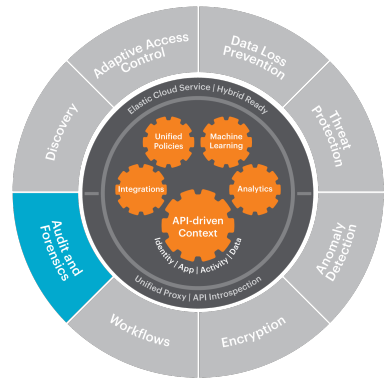 Adaptive Access
Control
Data Loss
Prevention
Threat
Protection
Anomaly
Detection
Encryption
Workflows
Audit and
Forensics
Discovery
Elastic Cloud Service | Hybrid Ready
Unified
Policies
Machine
Learning
Integrations
Analytics
API-driven
Context
Identity | App | Activity | Data
Unified Proxy | API Introspection